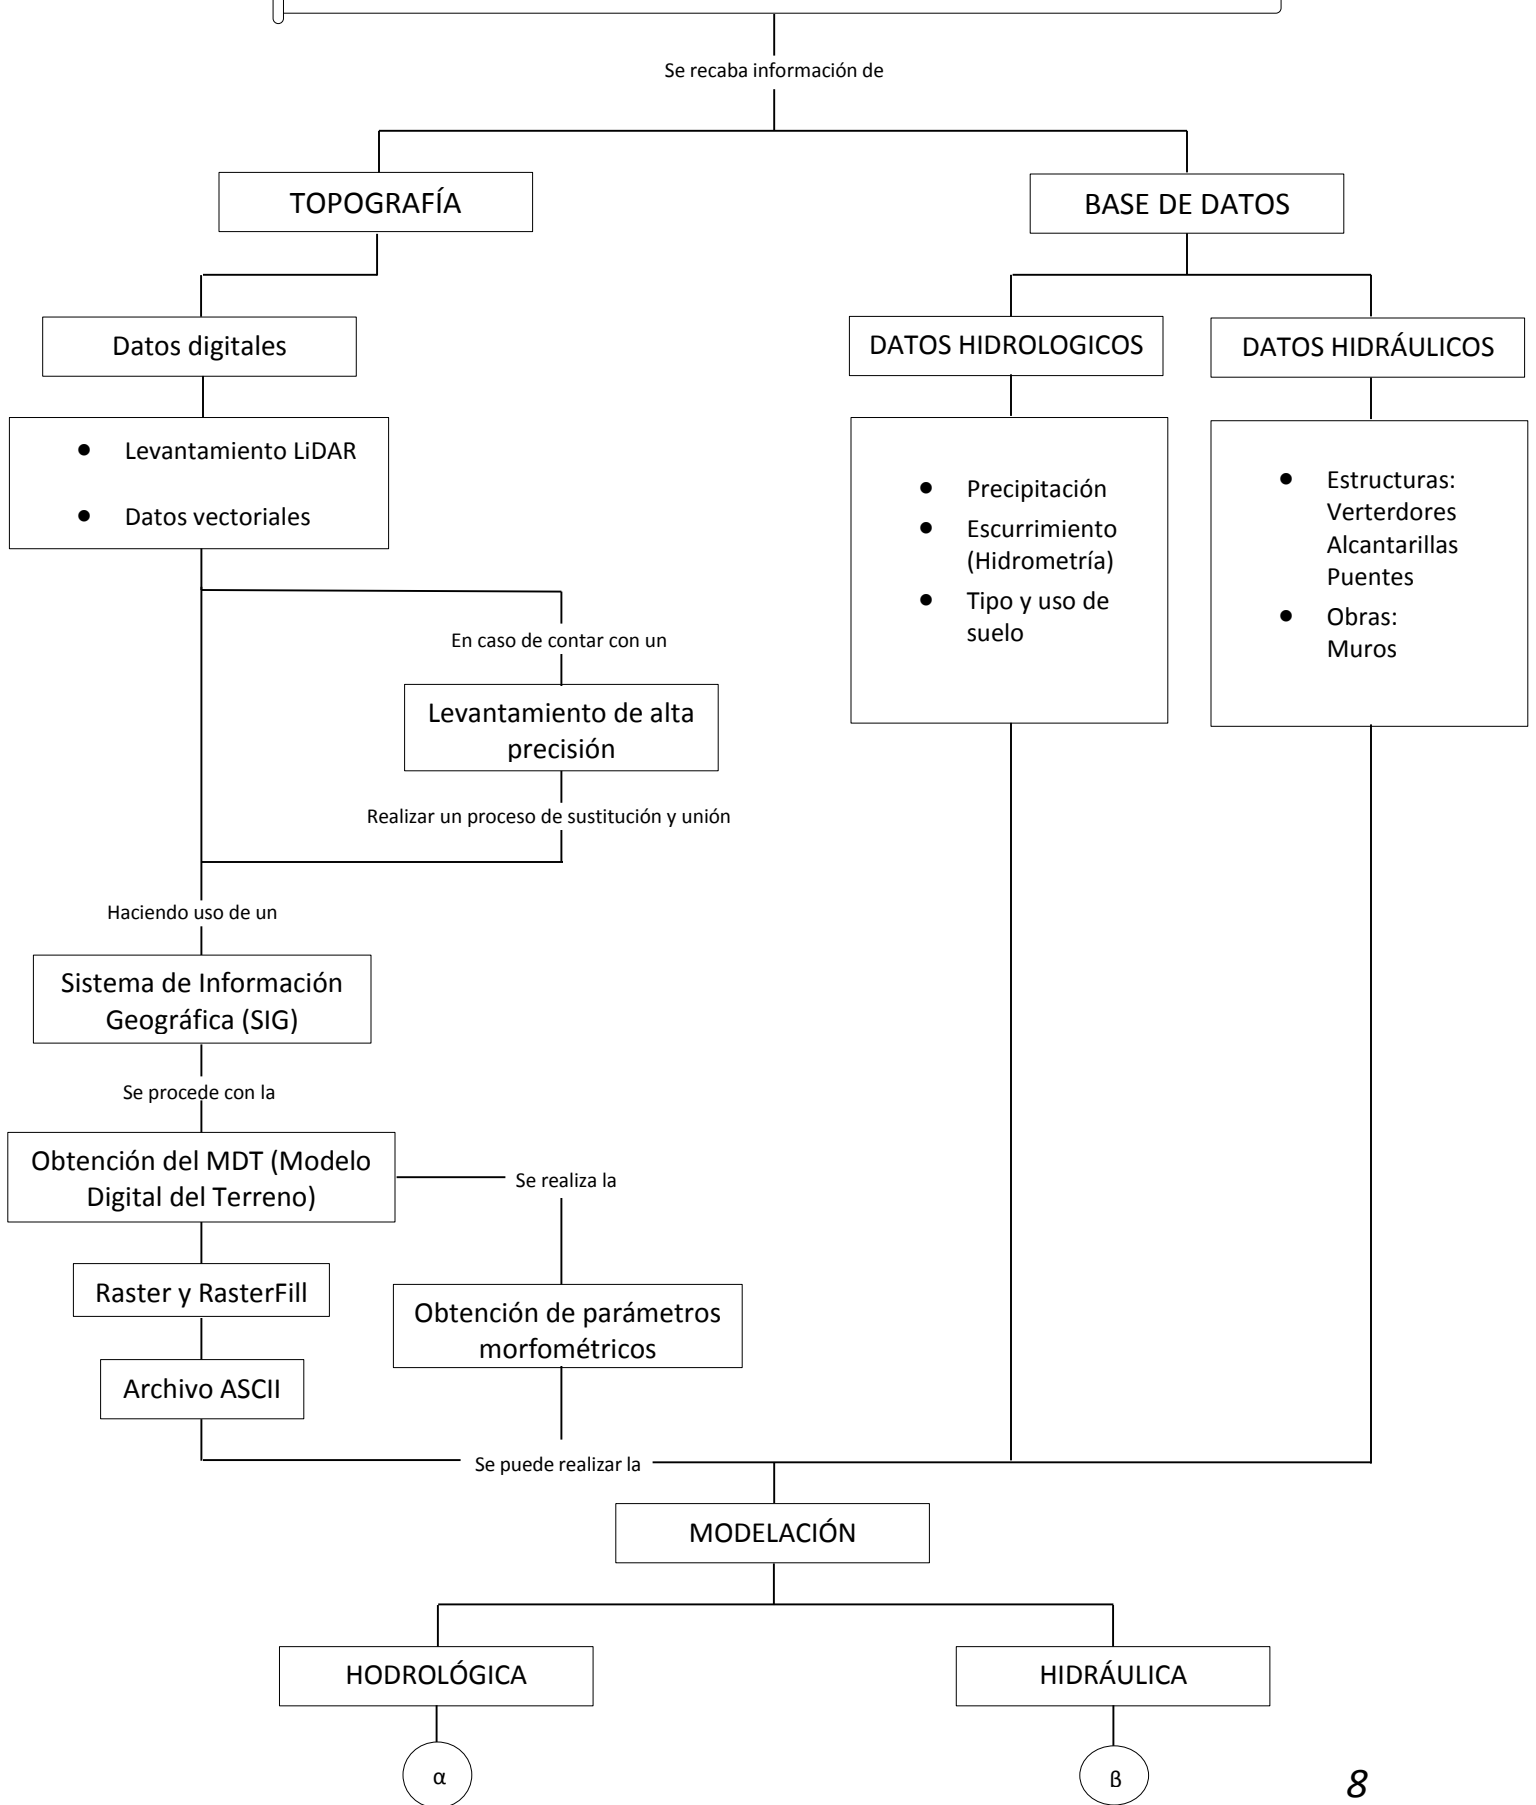 Se recaba información de
TOPOGRAFÍA
BASE DE DATOS
Datos digitales
DATOS HIDROLOGICOS
DATOS HIDRÁULICOS
● Levantamiento LiDAR
● Datos vectoriales
● Precipitación
● Escurrimiento
(Hidrometría)
● Tipo y uso de
suelo
● Estructuras:
Verterdores
Alcantarillas
Puentes
● Obras:
Muros
En caso de contar con un
Levantamiento de alta
precisión
Realizar un proceso de sustitución y unión
Haciendo uso de un
Sistema de Información
Geográfica (SIG)
Se procede con la
Obtención del MDT (Modelo
Digital del Terreno)
Se realiza la
Raster y RasterFill
Obtención de parámetros
morfométricos
Archivo ASCII
Se puede realizar la
MODELACIÓN
HODROLÓGICA
HIDRÁULICA
α
β
8